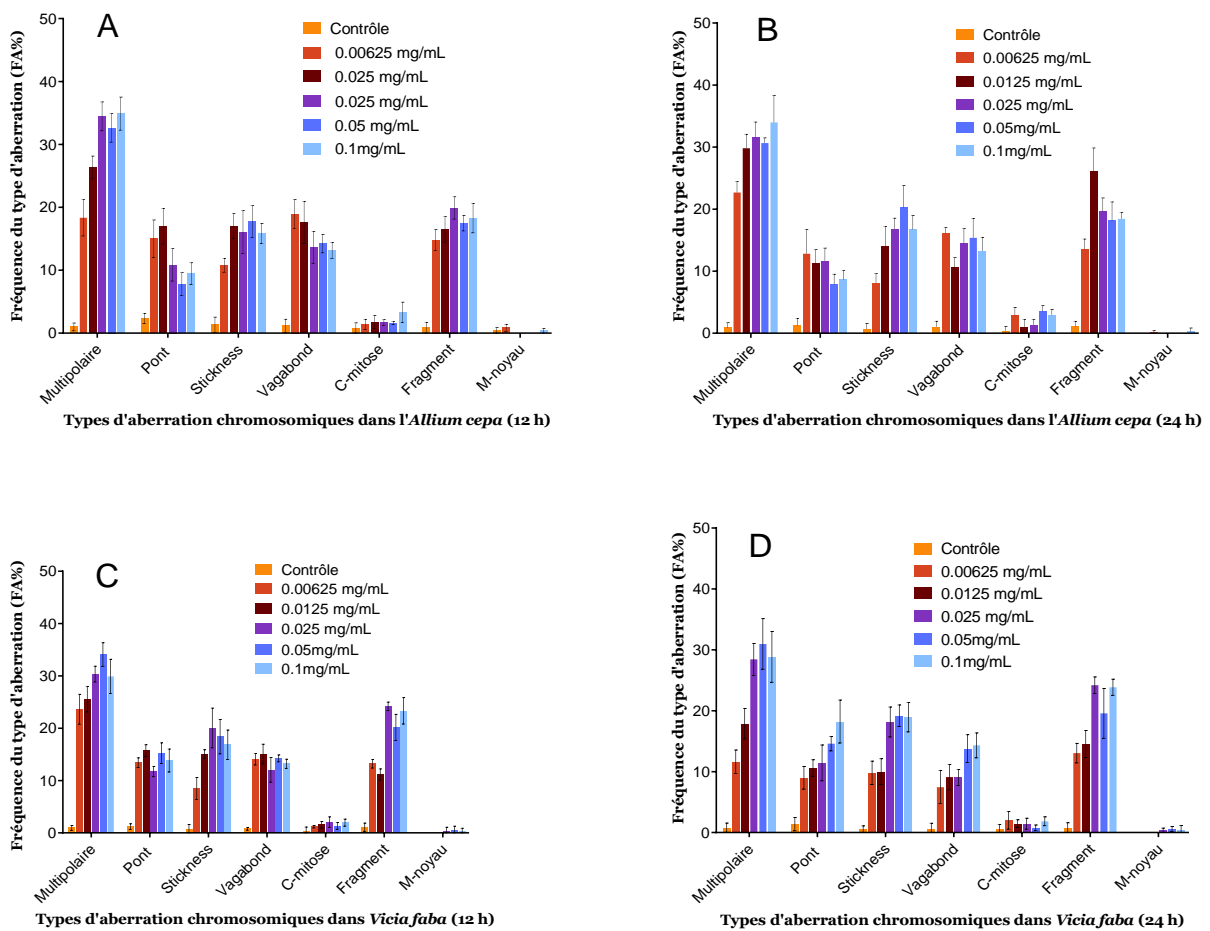 A
Fréquence du type d'aberration (FA%)
50
40
30
20
10
0
Contrôle
0.00625 mg/mL
0.025 mg/mL
0.025 mg/mL
0.05 mg/mL
0.1mg/mL
Multipolaire
Pont
Stickness
Vagabond
C-mitose
Fragment
M-noyau
Types d'aberration chromosomiques dans l'Allium cepa (12 h)
B
Fréquence du type d'aberration (FA%)
50
40
30
20
10
0
Contrôle
0.00625 mg/mL
0.0125 mg/mL
0.025 mg/mL
0.05mg/mL
0.1mg/mL
Multipolaire
Pont
Stickness
Vagabond
C-mitose
Fragment
M-noyau
Types d'aberration chromosomiques dans l'Allium cepa (24 h)
C
Fréquence du type d'aberration (FA%)
50
40
30
20
10
0
Contrôle
0.00625 mg/mL
0.0125 mg/mL
0.025 mg/mL
0.05mg/mL
0.1mg/mL
Multipolaire
Pont
Stickness
Vagabond
C-mitose
Fragment
M-noyau
Types d'aberration chromosomiques dans Vicia faba (12 h)
D
Fréquence du type d'aberration (FA%)
50
40
30
20
10
0
Contrôle
0.00625 mg/mL
0.0125 mg/mL
0.025 mg/mL
0.05mg/mL
0.1mg/mL
Multipolaire
Pont
Stickness
Vagabond
C-mitose
Fragment
M-noyau
Types d'aberration chromosomiques dans Vicia faba (24 h)